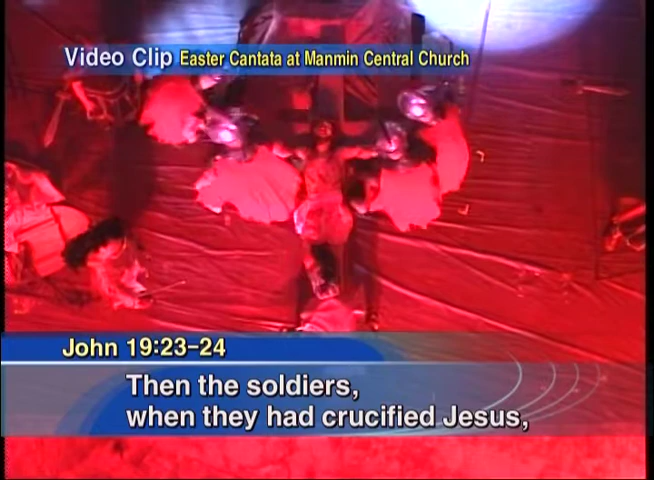 Video Clip Easter Cantata at Manmin Central Church
John 19:23-24
Then the soldiers,
when they had crucified Jesus,